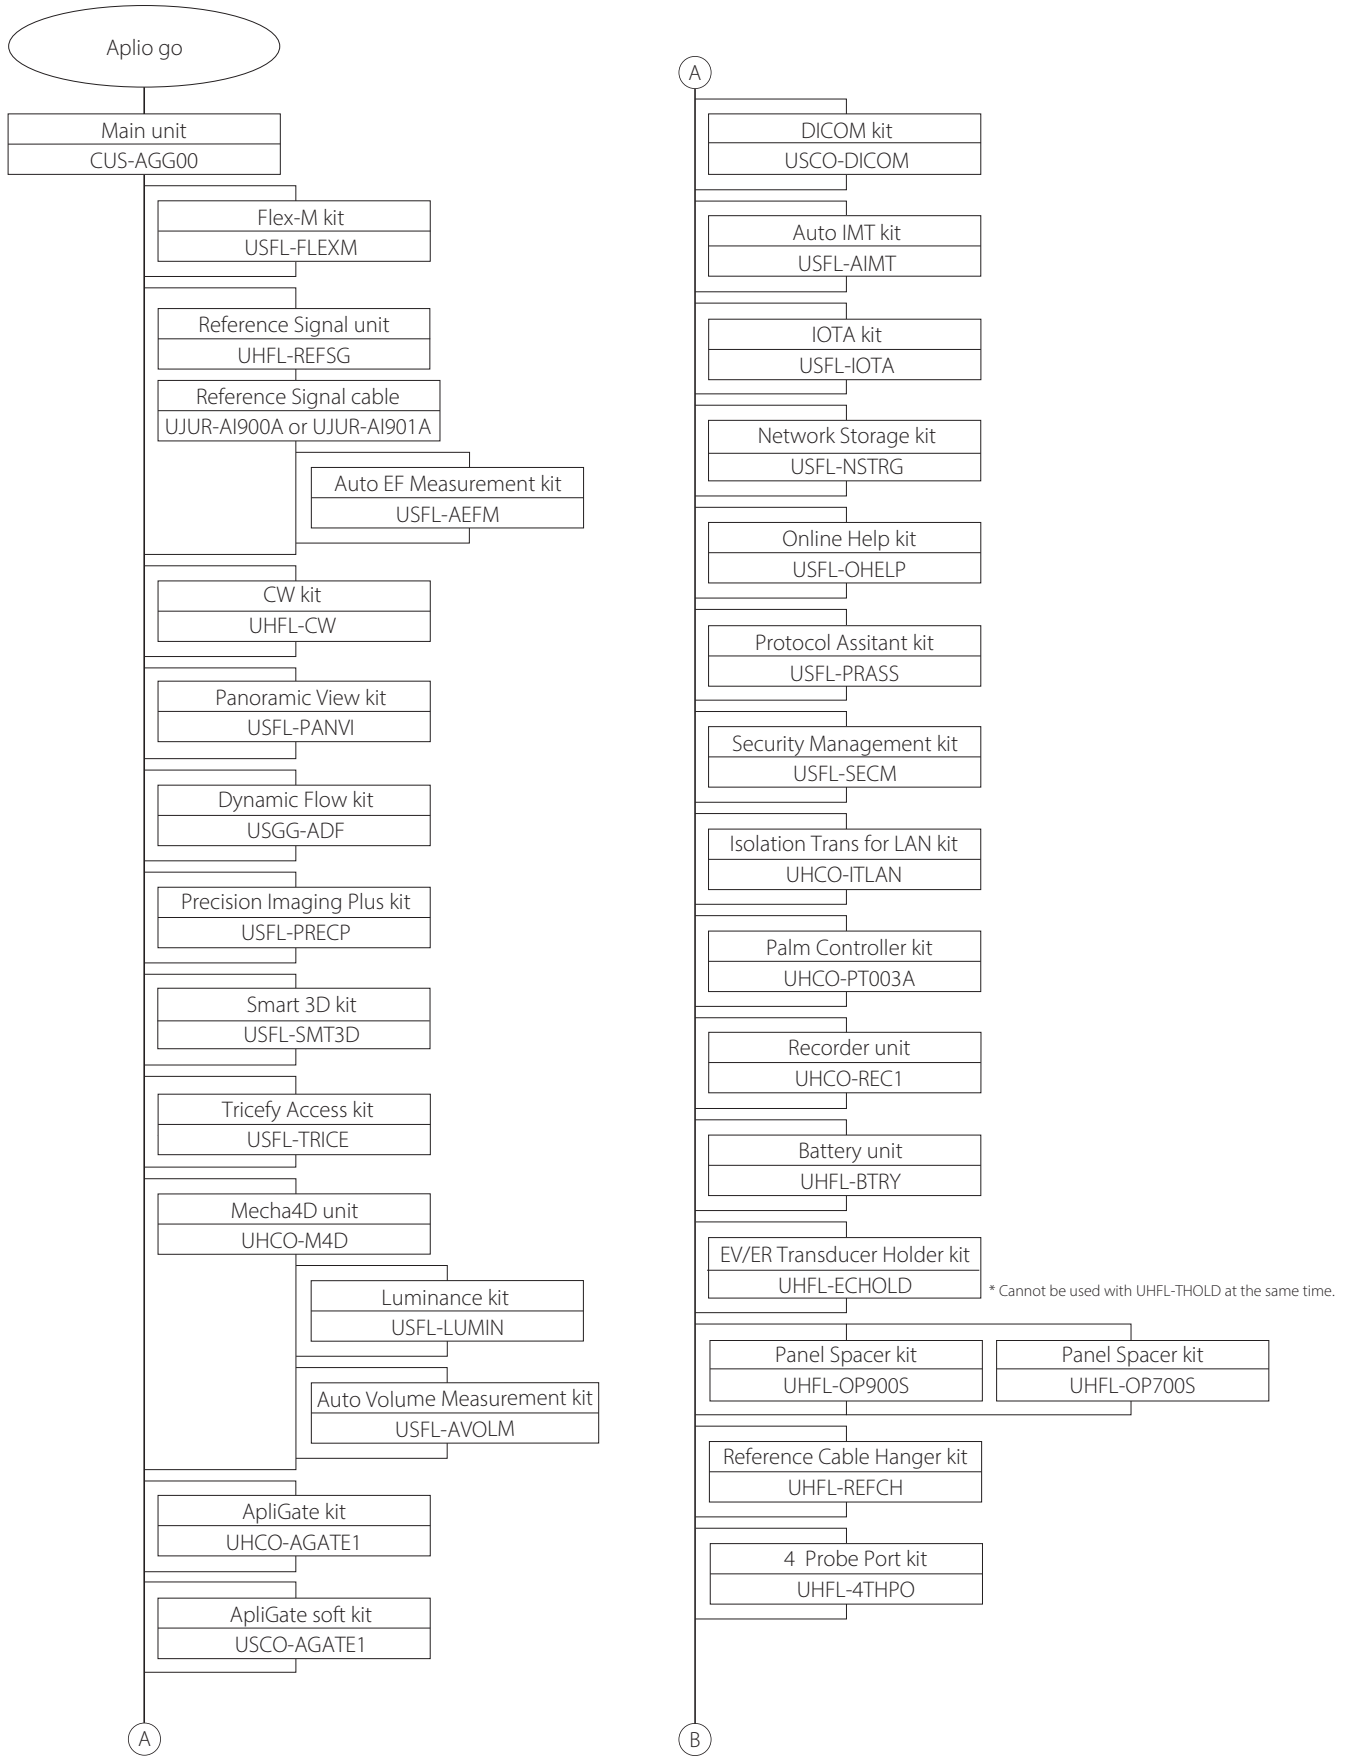 Aplio go
Main unit
CUS-AGG00
Flex-M kit
USFL-FLEXM
Reference Signal unit
UHFL-REFSG
Reference Signal cable
UJUR-AI900A or UJUR-AI901A
Auto EF Measurement kit
USFL-AEFM
CW kit
UHFL-CW
Panoramic View kit
USFL-PANVI
Dynamic Flow kit
USGG-ADF
Precision Imaging Plus kit
USFL-PRECP
Smart 3D kit
USFL-SMT3D
Tricefy Access kit
USFL-TRICE
Mecha4D unit
UHCO-M4D
Luminance kit
USFL-LUMIN
Auto Volume Measurement kit
USFL-AVOLM
ApliGate kit
UHCO-AGATE1
ApliGate soft kit
USCO-AGATE1
A
A
DICOM kit
USCO-DICOM
Auto IMT kit
USFL-AIMT
IOTA kit
USFL-IOTA
Network Storage kit
USFL-NSTRG
Online Help kit
USFL-OHELP
Protocol Assitant kit
USFL-PRASS
Security Management kit
USFL-SECM
Isolation Trans for LAN kit
UHCO-ITLAN
Palm Controller kit
UHCO-PT003A
Recorder unit
UHCO-REC1
Battery unit
UHFL-BTRY
EV/ER Transducer Holder kit
UHFL-ECHOLD
* Cannot be used with UHFL-THOLD at the same time.
Panel Spacer kit
UHFL-OP900S
Panel Spacer kit
UHFL-OP700S
Reference Cable Hanger kit
UHFL-REFCH
4 Probe Port kit
UHFL-4THPO
B